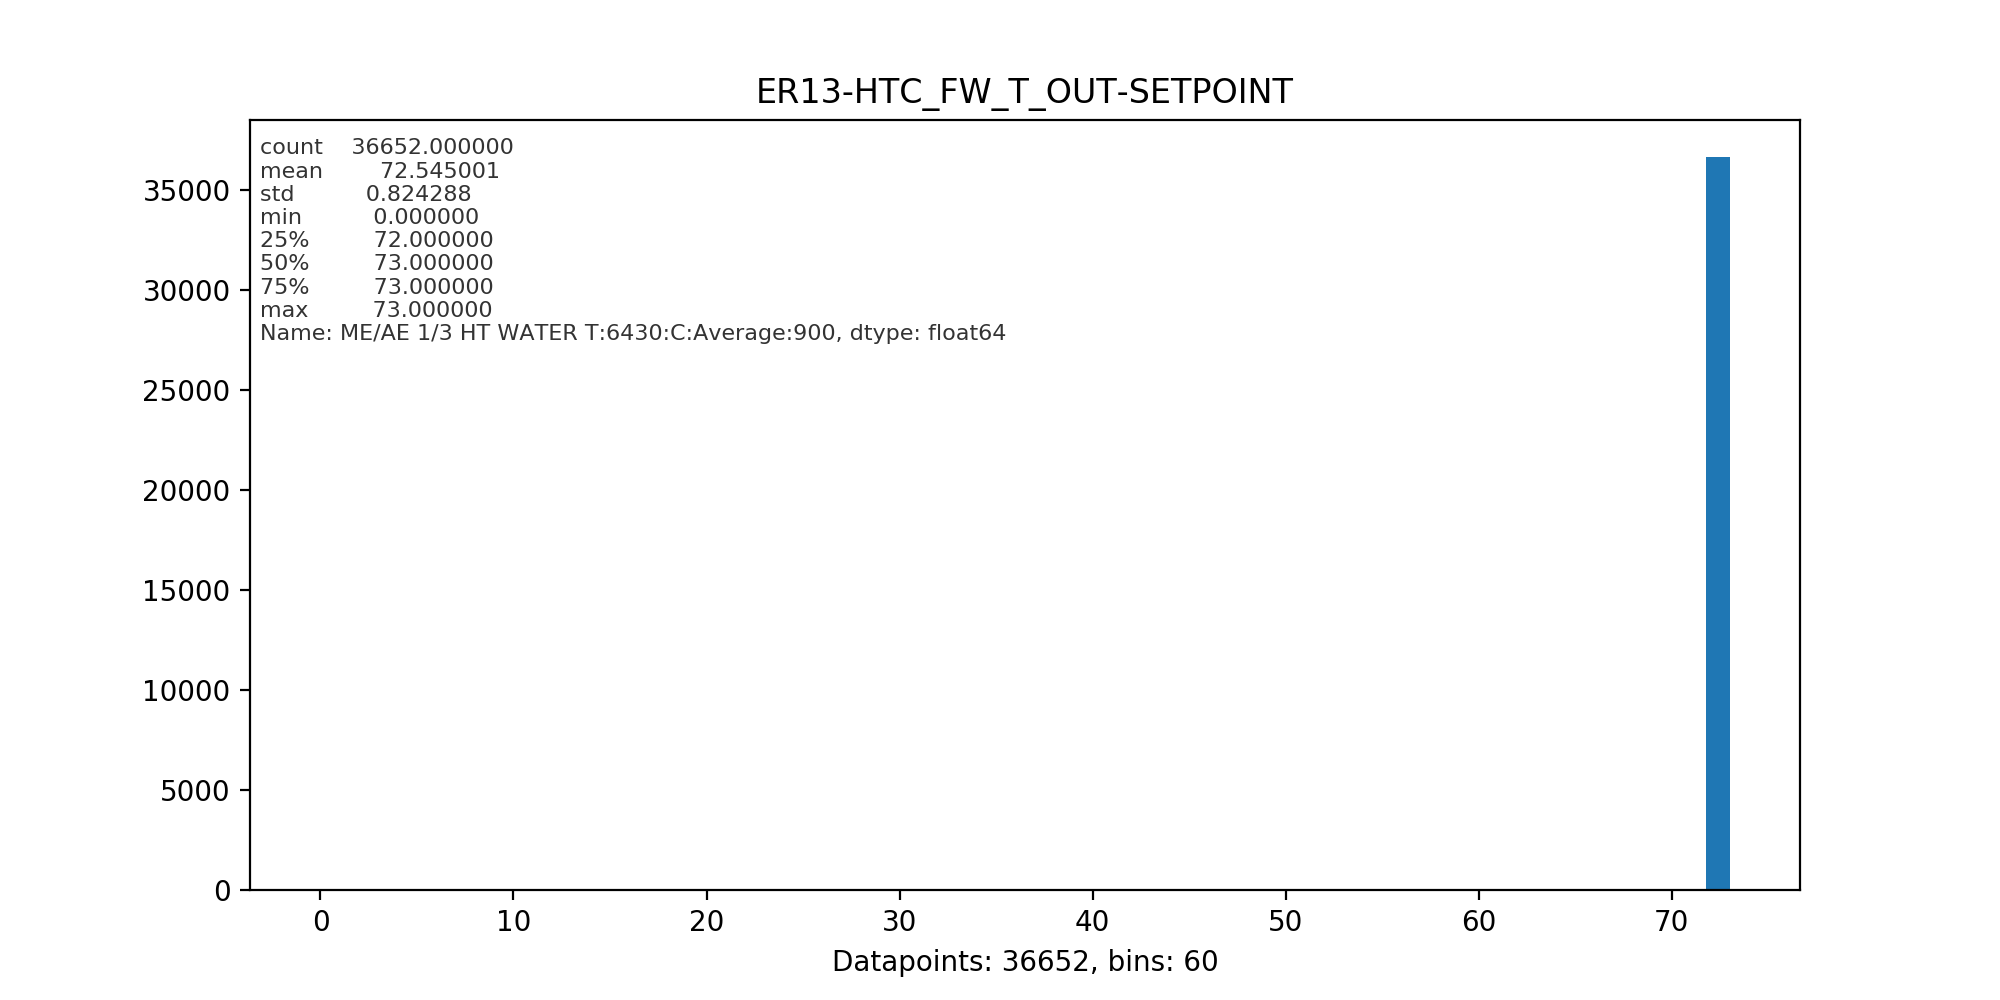 ER13-HTC_FW_T_OUT-SETPOINT
count 36652.000000
mean 72.545001
std 0.824288
min 0.000000
25% 72.000000
50% 73.000000
75% 73.000000
max 73.000000
Name: ME/AE 1/3 HT WATER T:6430:C:Average:900, dtype: float64
35000
30000
25000
20000
15000
10000
5000
0
0 10 20 30 40 50 60 70
Datapoints: 36652, bins: 60